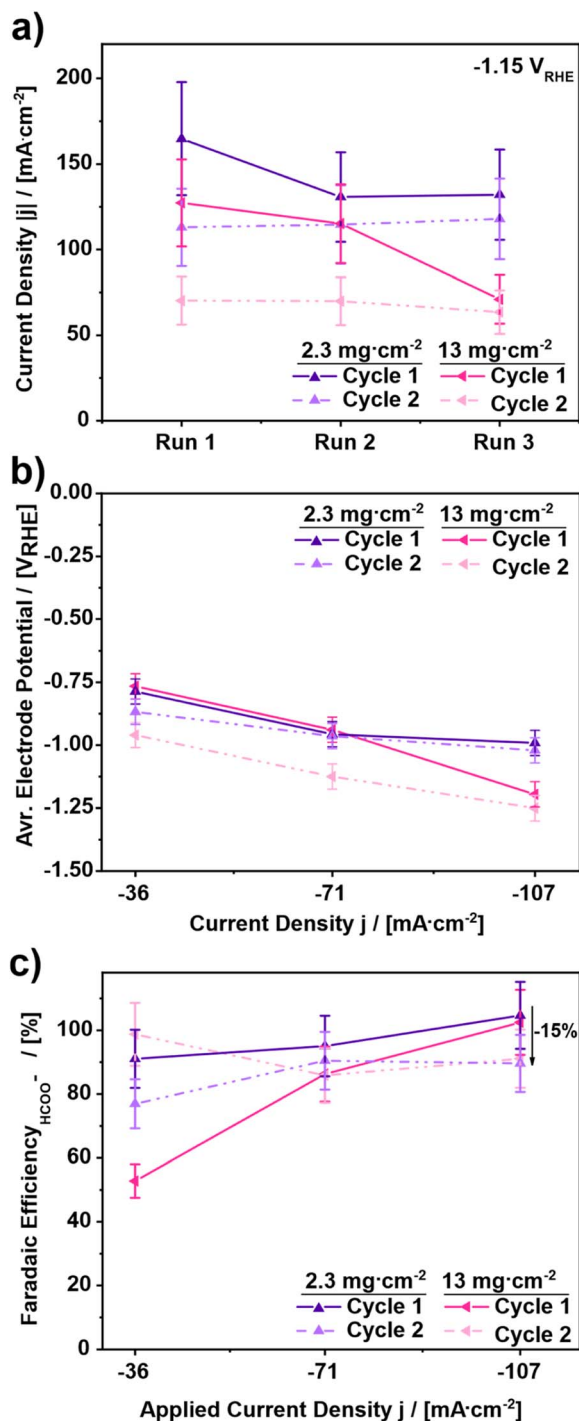 a)
-1.15 V_RHE
Current Density |j| / [mA·cm⁻²]
200
150
100
50
0
2.3 mg·cm⁻² 13 mg·cm⁻²
Cycle 1 Cycle 1
Cycle 2 Cycle 2
Run 1 Run 2 Run 3
b)
Avr. Electrode Potential / [VRHE]
0.00
-0.25
-0.50
-0.75
-1.00
-1.25
-1.50
2.3 mg·cm⁻² 13 mg·cm⁻²
Cycle 1 Cycle 1
Cycle 2 Cycle 2
-36 -71 -107
Current Density j / [mA·cm⁻²]
c)
Faradaic Efficiency_HCOO⁻ / [%]
100
80
60
40
20
0
-15%
2.3 mg·cm⁻² 13 mg·cm⁻²
Cycle 1 Cycle 1
Cycle 2 Cycle 2
-36 -71 -107
Applied Current Density j / [mA·cm⁻²]